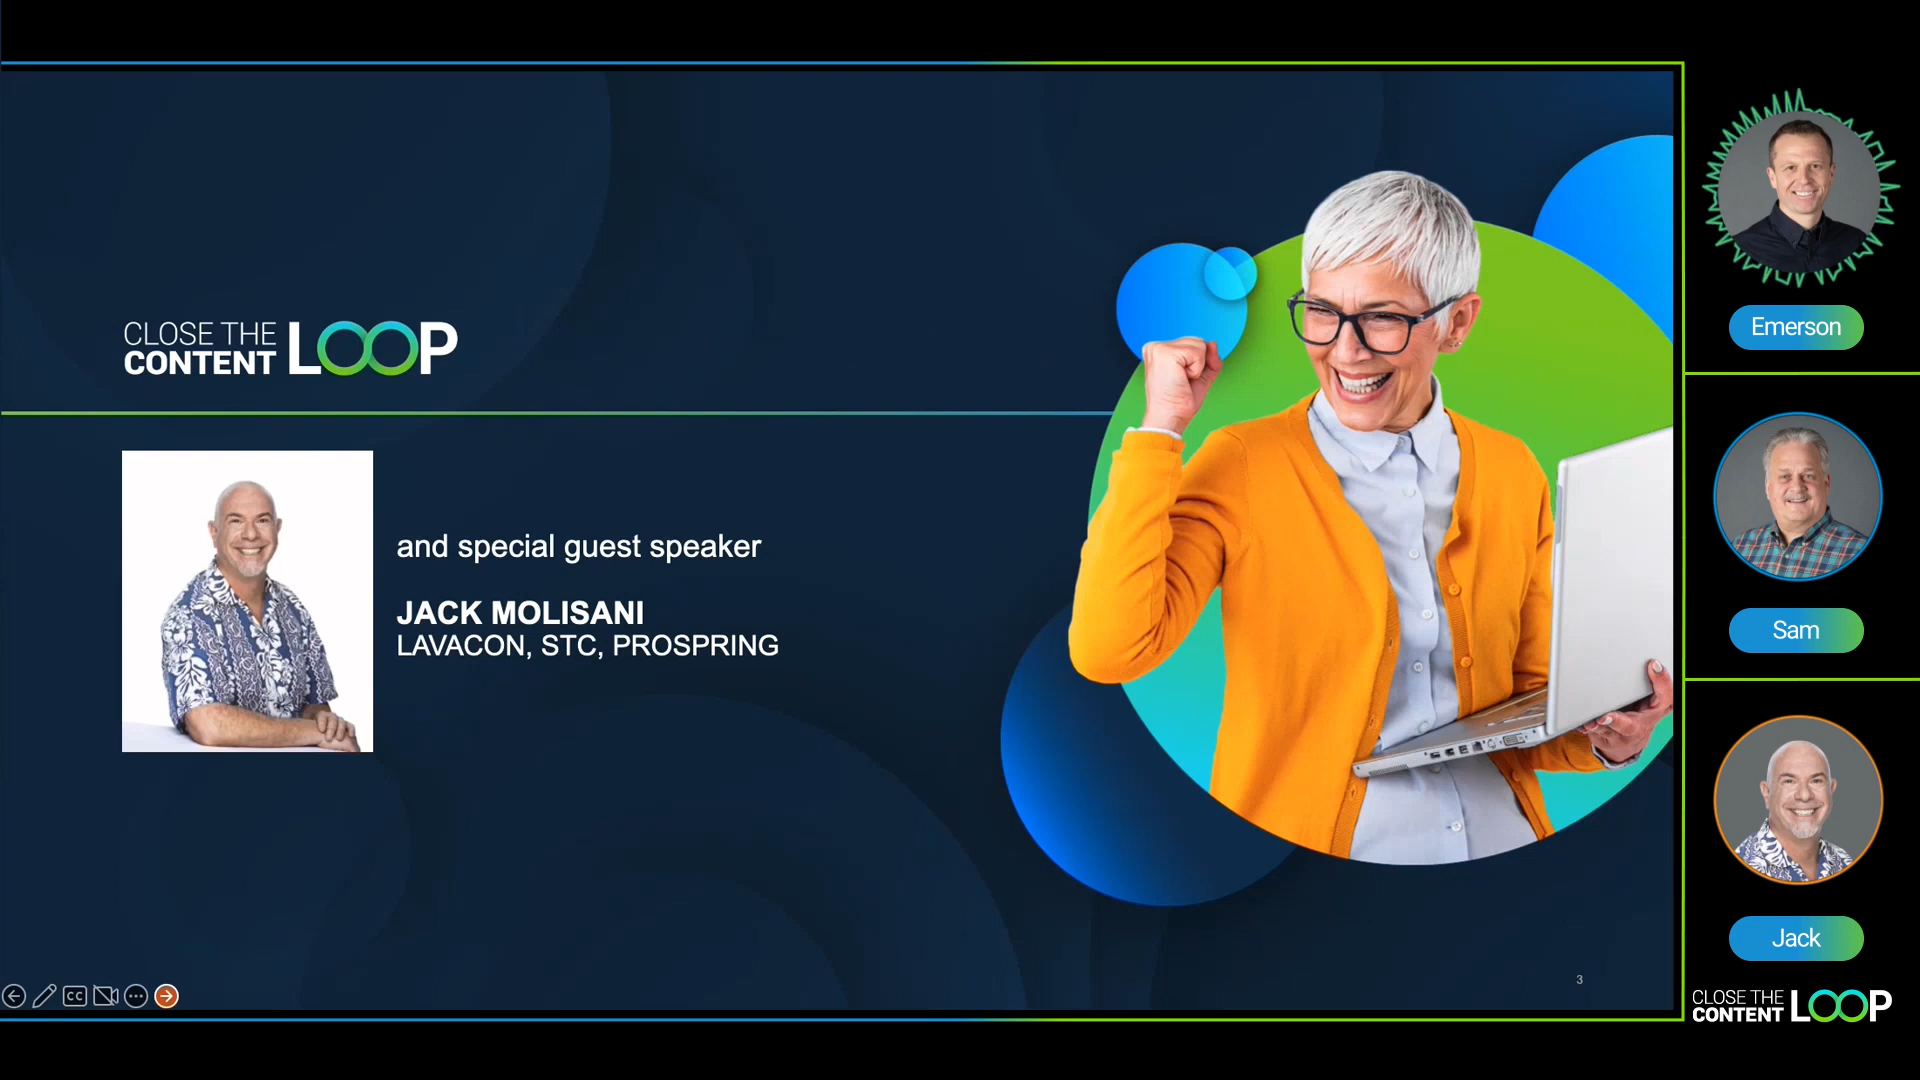 CLOSE THE
CONTENT LOOP
and special guest speaker
JACK MOLISANI
LAVACON, STC, PROSPRING
3
CC
Emerson
Sam
Jack
CLOSE THE
CONTENT LOOP